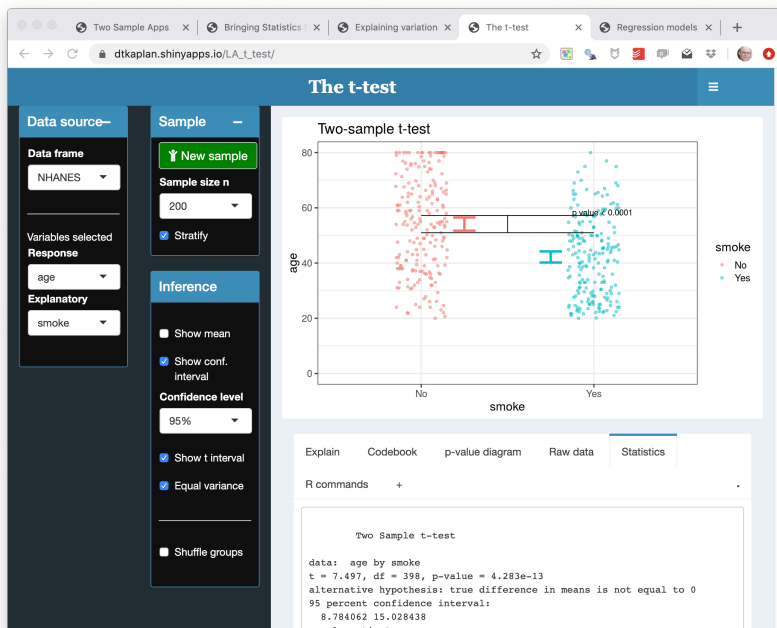 Two Sample Apps
Bringing Statistics
Explaining variation
The t-test
Regression models
dtkaplan.shinyapps.io/LA_t_test/
The t-test
Data source
Data frame
NHANES
Variables selected
Response
age
Explanatory
smoke
Sample
New sample
Sample size n
200
Stratify
Inference
Show mean
Show conf.
interval
Confidence level
95%
Show t interval
Equal variance
Shuffle groups
Two-sample t-test
80
60
40
20
0
age
p value < 0.0001
No
Yes
smoke
smoke
No
Yes
Explain
Codebook
p-value diagram
Raw data
Statistics
R commands
+
Two Sample t-test
data:  age by smoke
t = 7.497, df = 398, p-value = 4.283e-13
alternative hypothesis: true difference in means is not equal to 0
95 percent confidence interval:
8.784062 15.028438